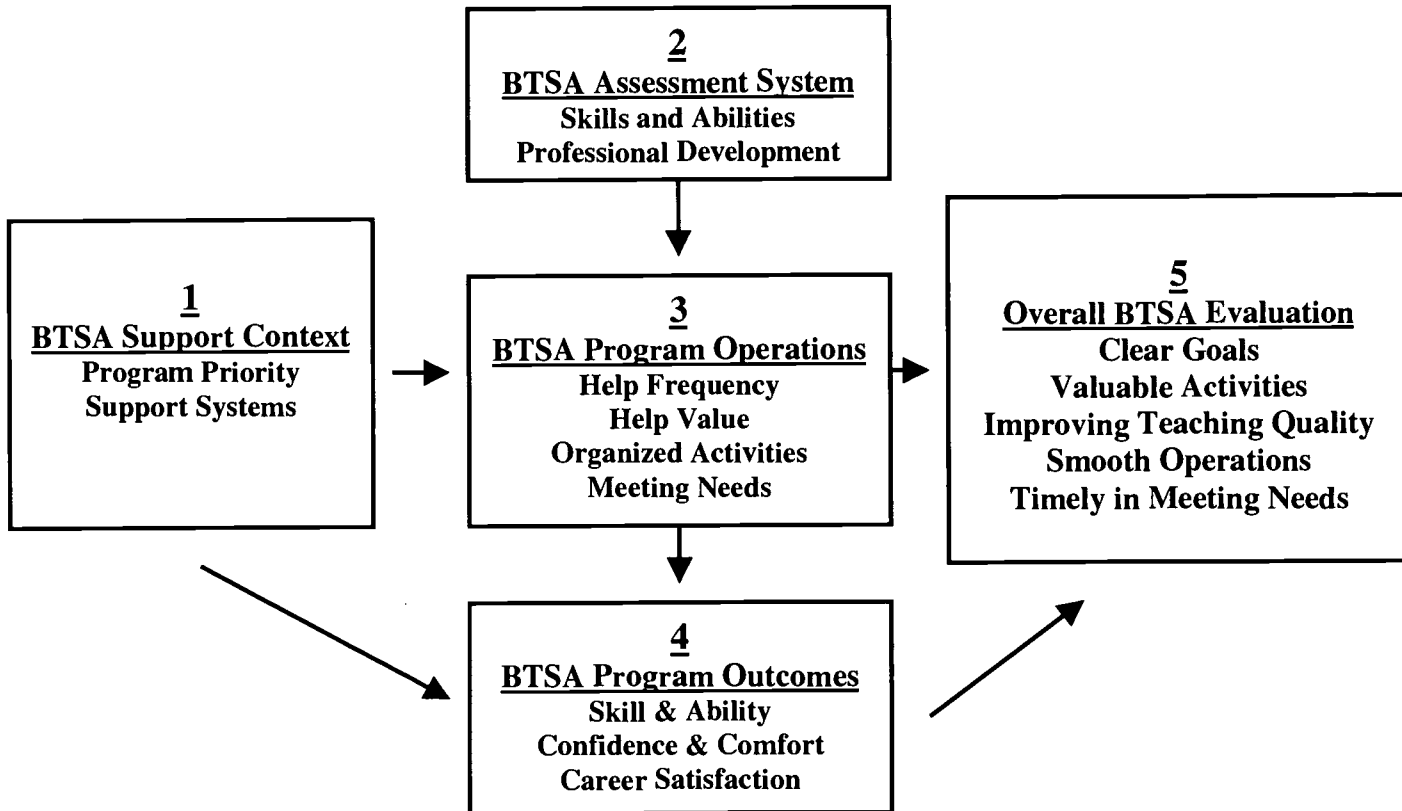 1
BTSA Support Context
Program Priority
Support Systems
2
BTSA Assessment System
Skills and Abilities
Professional Development
3
BTSA Program Operations
Help Frequency
Help Value
Organized Activities
Meeting Needs
4
BTSA Program Outcomes
Skill & Ability
Confidence & Comfort
Career Satisfaction
5
Overall BTSA Evaluation
Clear Goals
Valuable Activities
Improving Teaching Quality
Smooth Operations
Timely in Meeting Needs